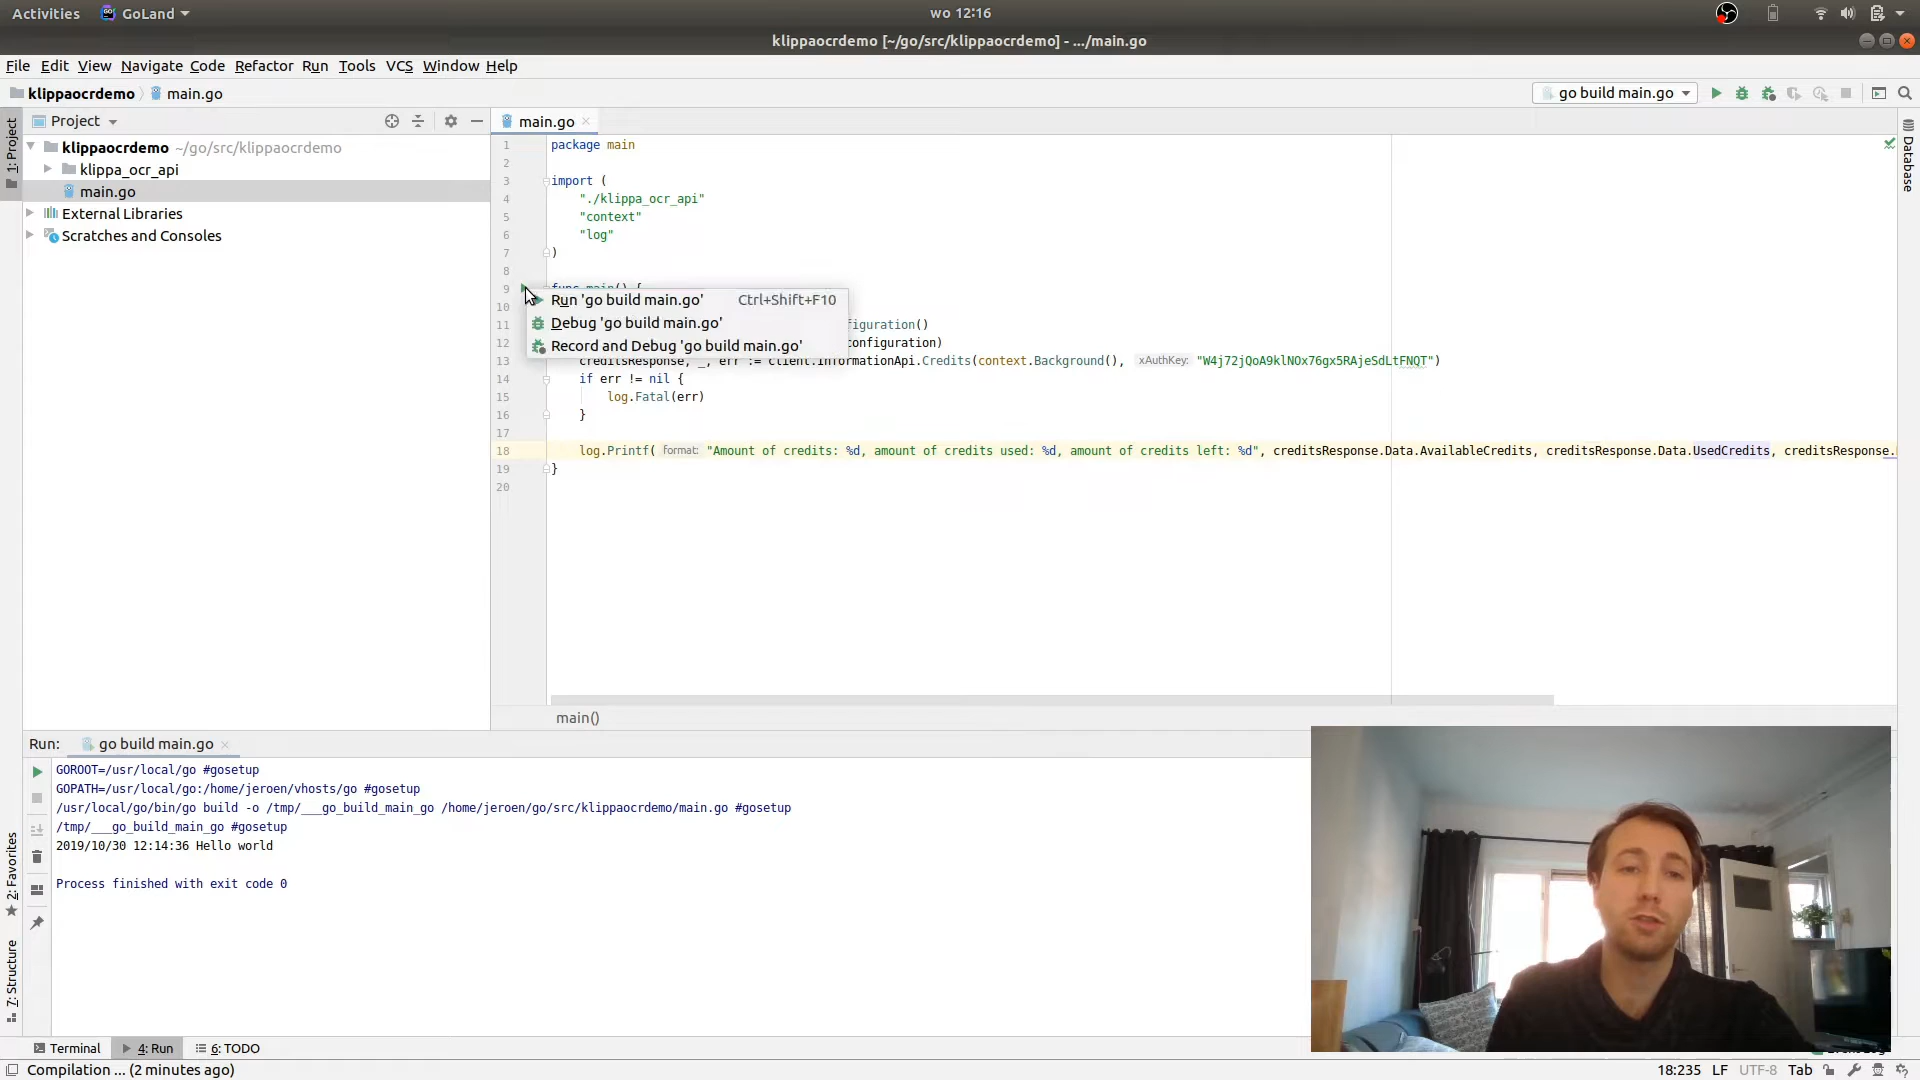 Activities
GoLand
wo 12:16
klippaocrdemo [~/go/src/klippaocrdemo] - .../main.go
File Edit View Navigate Code Refactor Run Tools VCS Window Help
klippaocrdemo main.go
go build main.go
1: Project
Project
klippaocrdemo ~/go/src/klippaocrdemo
klippa_ocr_api
main.go
External Libraries
Scratches and Consoles
main.go
1 package main
2
3 import (
4 "./klippa_ocr_api"
5 "context"
6 "log"
7 )
8
9 func main() {
10
11 figuration()
12 onfiguration)
13 creditsResponse, _, err := client.InformationApi.Credits(context.Background(), xAuthKey: "W4j72jQoA9klNOx76gx5RAjeSdLtFNQT")
14 if err != nil {
15 log.Fatal(err)
16 }
17
18 log.Printf( format: "Amount of credits: %d, amount of credits used: %d, amount of credits left: %d", creditsResponse.Data.AvailableCredits, creditsResponse.Data.UsedCredits, creditsResponse.
19 }
20
Run 'go build main.go' Ctrl+Shift+F10
Debug 'go build main.go'
Record and Debug 'go build main.go'
main()
Database
Run: go build main.go
GOROOT=/usr/local/go #gosetup
GOPATH=/usr/local/go:/home/jeroen/vhosts/go #gosetup
/usr/local/go/bin/go build -o /tmp/___go_build_main_go /home/jeroen/go/src/klippaocrdemo/main.go #gosetup
/tmp/___go_build_main_go #gosetup
2019/10/30 12:14:36 Hello world
Process finished with exit code 0
2: Favorites
7: Structure
Terminal
4: Run
6: TODO
Compilation ... (2 minutes ago)
18:235 LF UTF-8 Tab